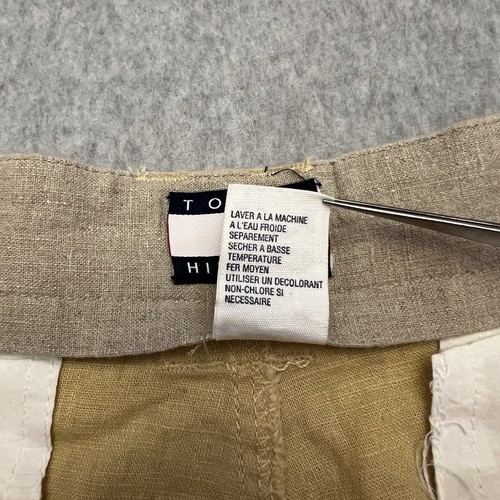 TO
HI
LAVER A LA MACHINE
A L'EAU FROIDE
SEPAREMENT
SECHER A BASSE
TEMPERATURE
FER MOYEN
UTILISER UN DECOLORANT
NON-CHLORE SI
NECESSAIRE